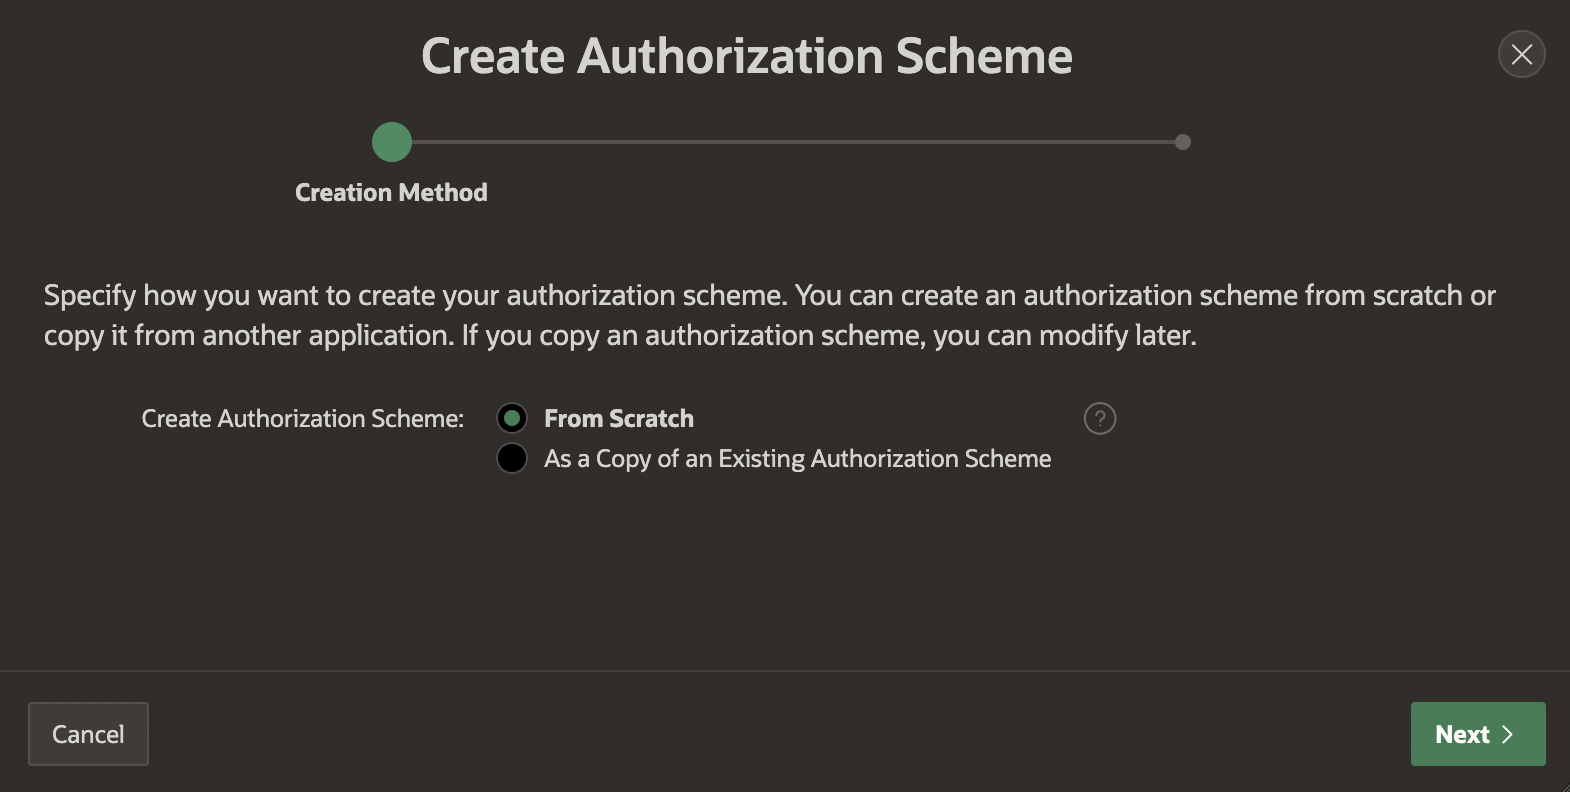 Create Authorization Scheme
Creation Method
Specify how you want to create your authorization scheme. You can create an authorization scheme from scratch or
copy it from another application. If you copy an authorization scheme, you can modify later.
Create Authorization Scheme:
From Scratch
?
As a Copy of an Existing Authorization Scheme
Cancel
Next